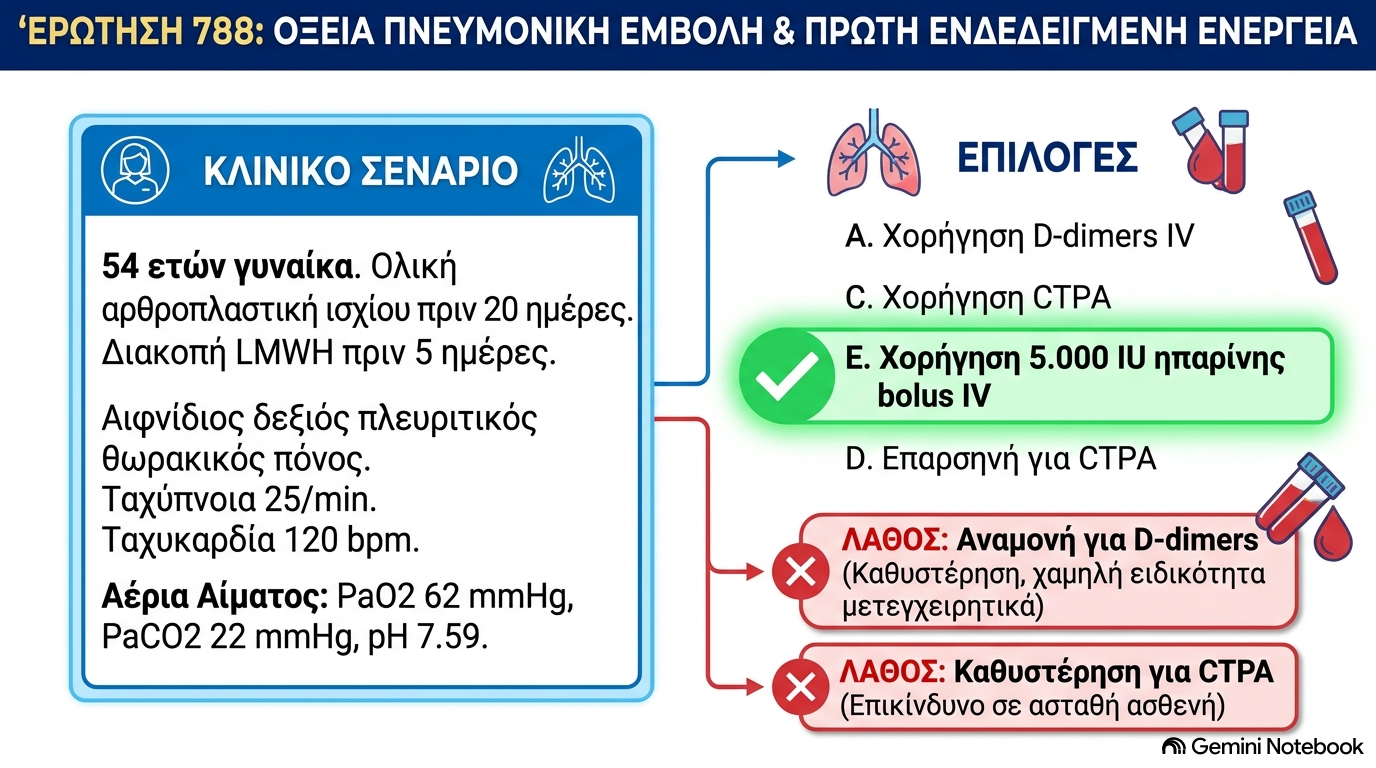 ‘ΕΡΩΤΗΣΗ 788: ΟΞΕΙΑ ΠΝΕΥΜΟΝΙΚΗ ΕΜΒΟΛΗ & ΠΡΩΤΗ ΕΝΔΕΔΕΙΓΜΕΝΗ ΕΝΕΡΓΕΙΑ
ΚΛΙΝΙΚΟ ΣΕΝΑΡΙΟ
54 ετών γυναίκα. Ολική
αρθροπλαστική ισχίου πριν 20 ημέρες.
Διακοπή LMWH πριν 5 ημέρες.
Αιφνίδιος δεξιός πλευριτικός
θωρακικός πόνος.
Ταχύπνοια 25/min.
Ταχυκαρδία 120 bpm.
Αέρια Αίματος: PaO2 62 mmHg,
PaCO2 22 mmHg, pH 7.59.
ΕΠΙΛΟΓΕΣ
A. Χορήγηση D-dimers IV
C. Χορήγηση CTPA
E. Χορήγηση 5.000 IU ηπαρίνης
bolus IV
D. Επαρσηνή για CTPA
ΛΑΘΟΣ: Αναμονή για D-dimers
(Καθυστέρηση, χαμηλή ειδικότητα
μετεγχειρητικά)
ΛΑΘΟΣ: Καθυστέρηση για CTPA
(Επικίνδυνο σε ασταθή ασθενή)
Gemini Notebook